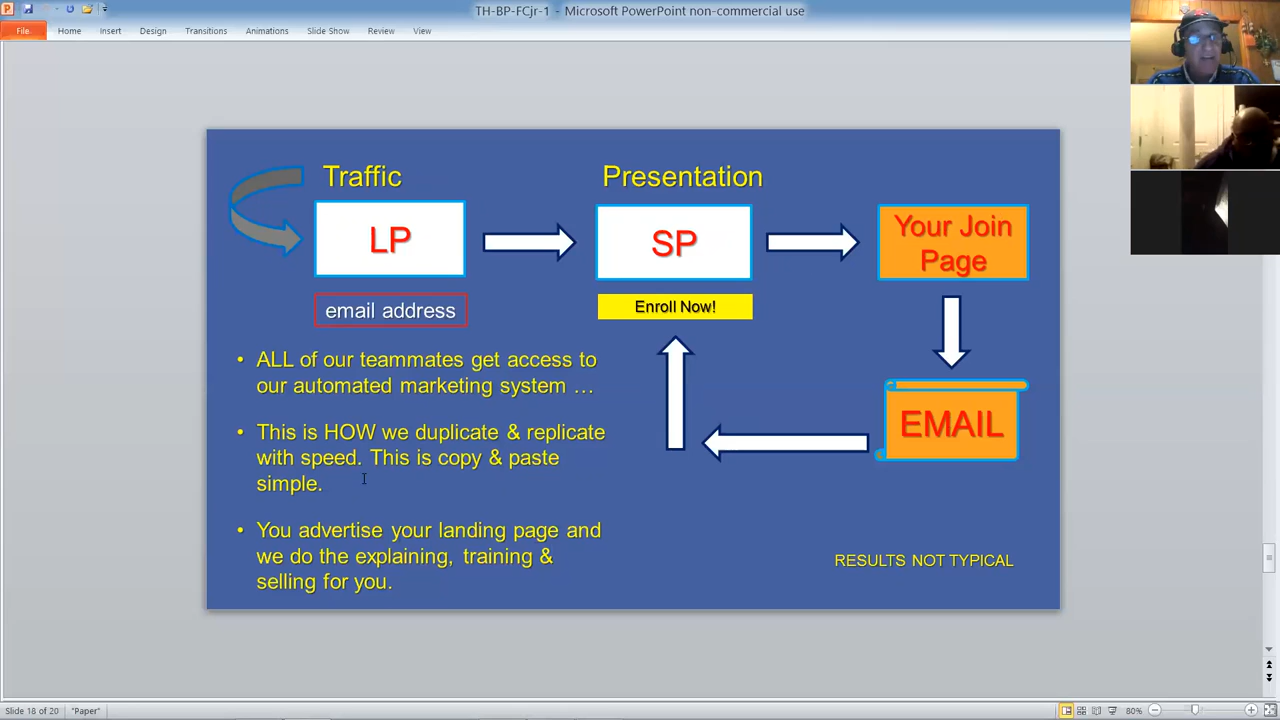 TH-BP-FCjr-1 - Microsoft PowerPoint non-commercial use
File Home Insert Design Transitions Animations Slide Show Review View
Traffic
Presentation
LP
SP
Your Join
Page
email address
Enroll Now!
EMAIL
• ALL of our teammates get access to
our automated marketing system …
• This is HOW we duplicate & replicate
with speed. This is copy & paste
simple.
• You advertise your landing page and
we do the explaining, training &
selling for you.
RESULTS NOT TYPICAL
Slide 18 of 20 "Paper" 80%